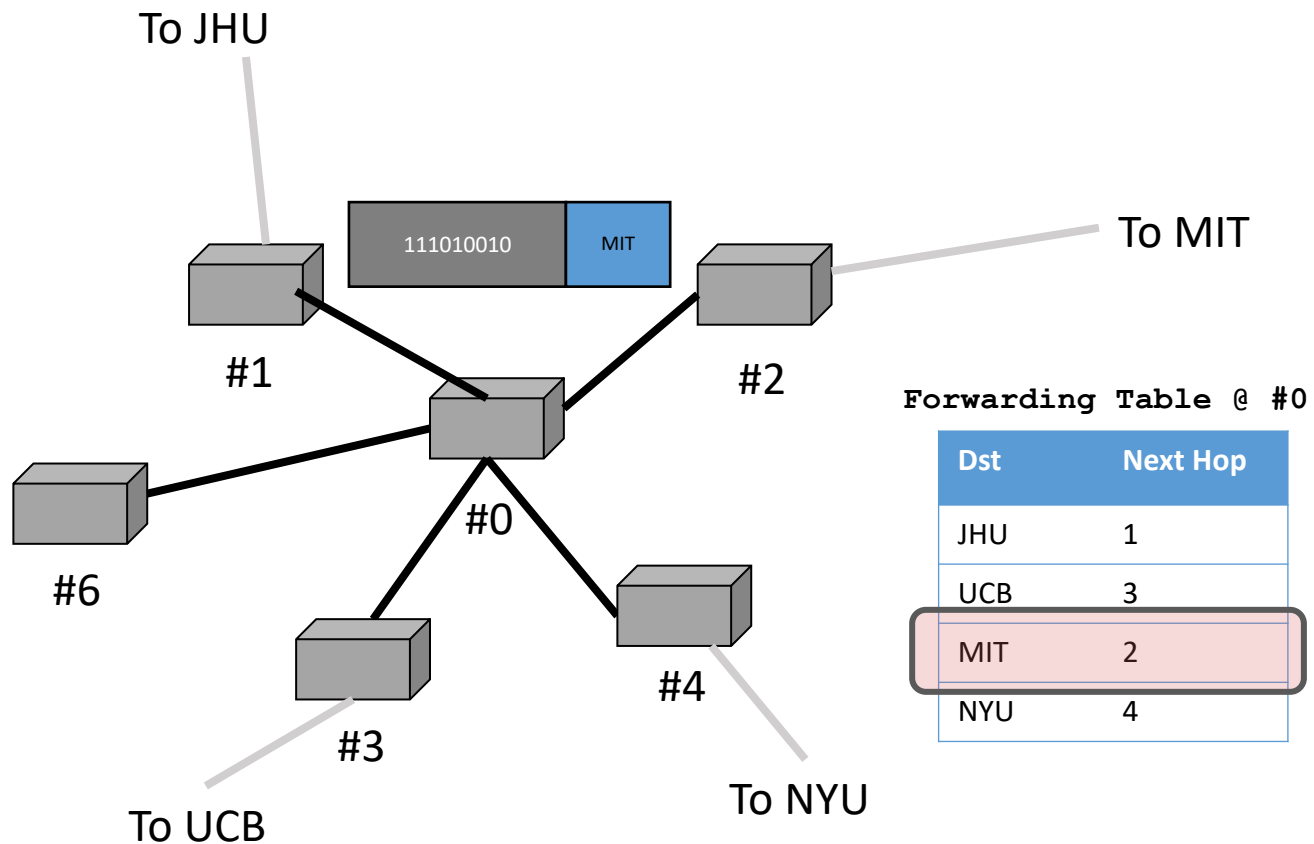 To JHU
111010010 MIT
To MIT
#1
#2
Forwarding Table @ #0
Dst Next Hop
JHU 1
UCB 3
MIT 2
NYU 4
#0
#6
#4
#3
To NYU
To UCB